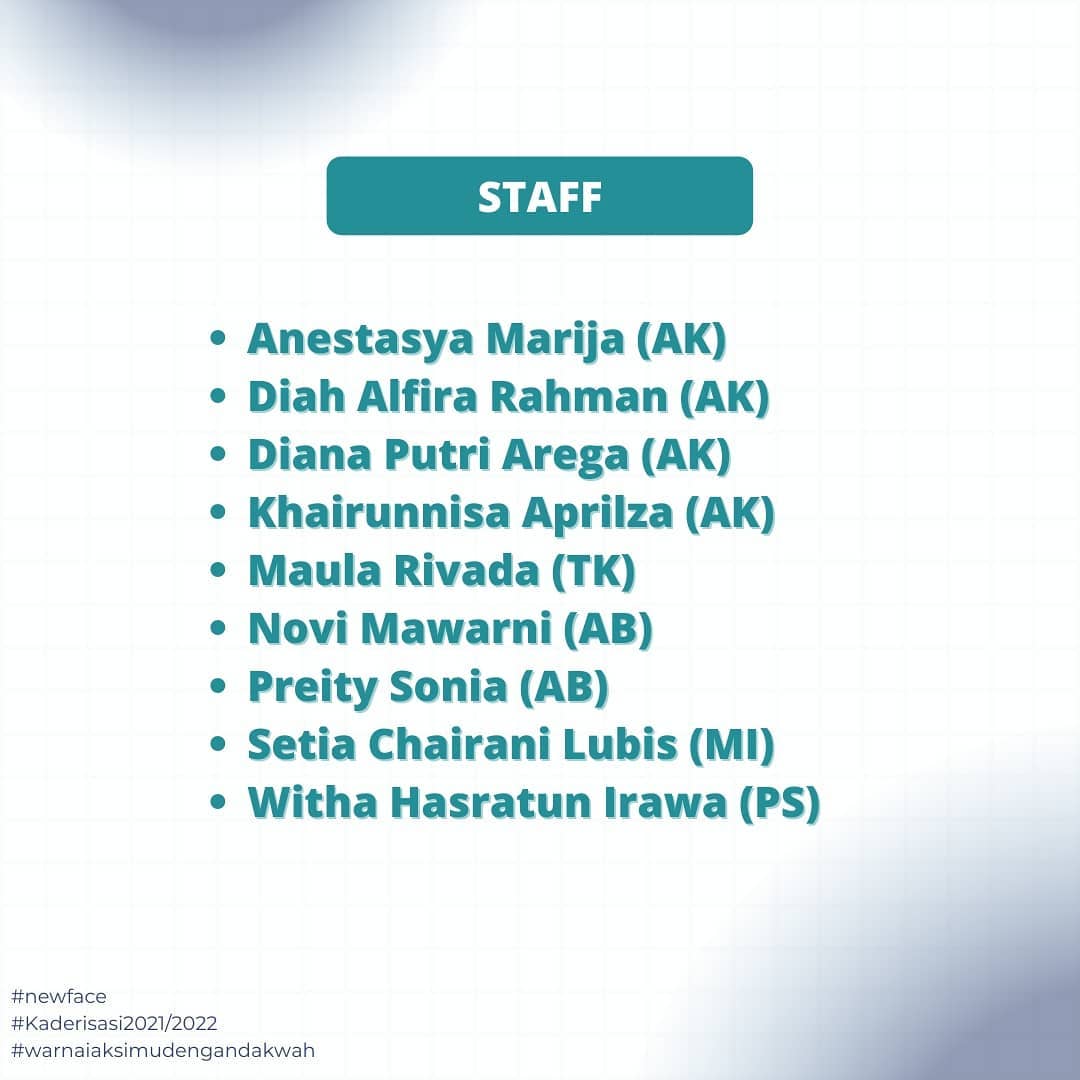 STAFF
• Anestasya Marija (AK)
• Diah Alfira Rahman (AK)
• Diana Putri Arega (AK)
• Khairunnisa Aprilza (AK)
• Maula Rivada (TK)
• Novi Mawarni (AB)
• Preity Sonia (AB)
• Setia Chairani Lubis (MI)
• Witha Hasratun Irawa (PS)
#newface
#Kaderisasi2021/2022
#warnaiaksimudengandakwah